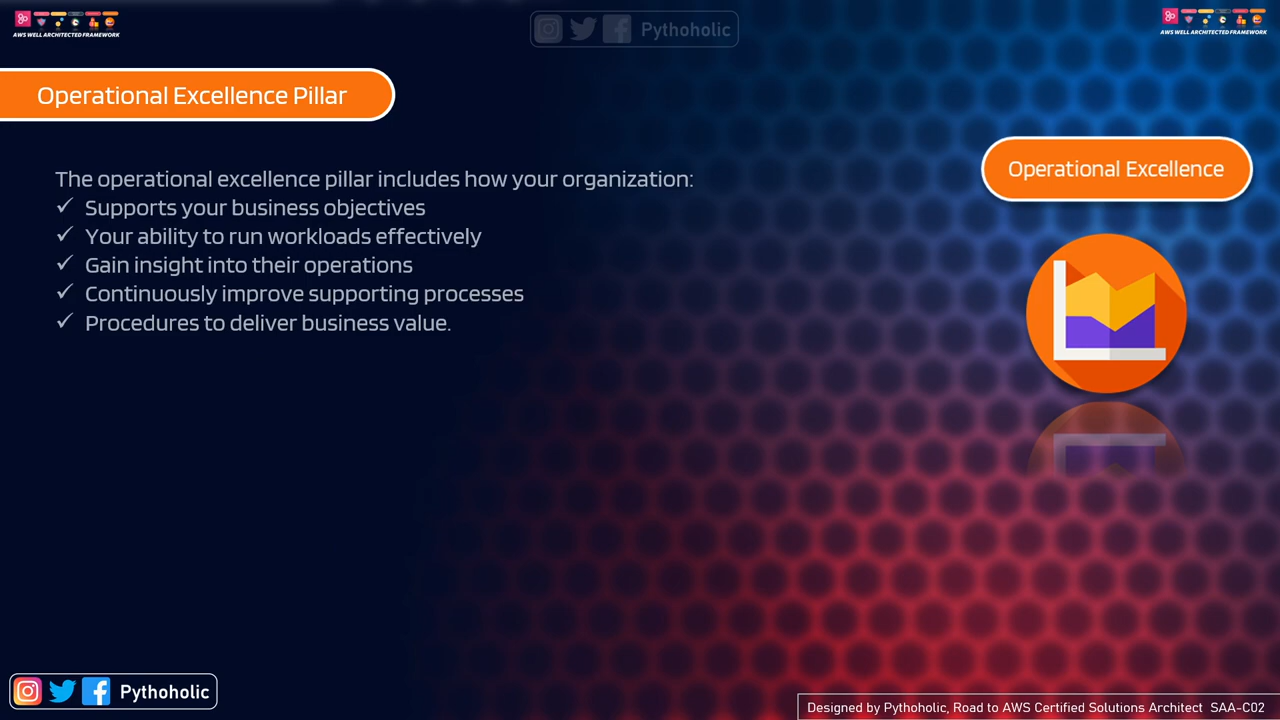 AWS WELL ARCHITECTED FRAMEWORK
Pythoholic
AWS WELL ARCHITECTED FRAMEWORK
Operational Excellence Pillar
Operational Excellence
The operational excellence pillar includes how your organization:
✓ Supports your business objectives
✓ Your ability to run workloads effectively
✓ Gain insight into their operations
✓ Continuously improve supporting processes
✓ Procedures to deliver business value.
Pythoholic
Designed by Pythoholic, Road to AWS Certified Solutions Architect SAA-C02